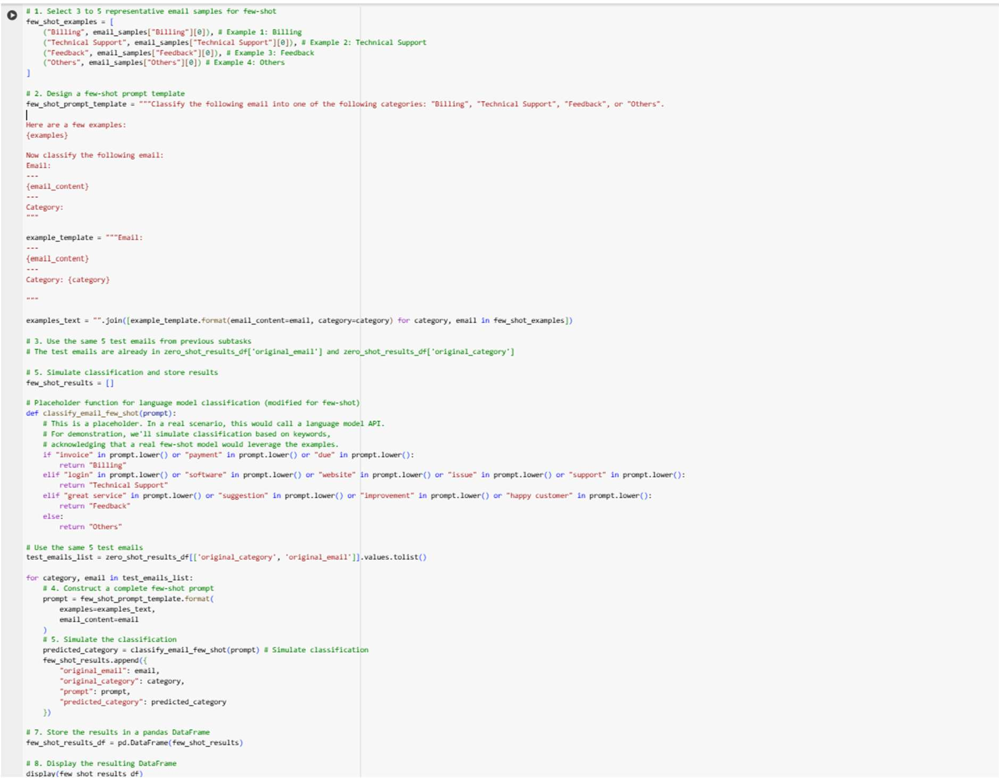 # 1. Select 3 to 5 representative email samples for few-shot
few_shot_examples = [
    ("Billing", email_samples["Billing"][0]), # Example 1: Billing
    ("Technical Support", email_samples["Technical Support"][0]), # Example 2: Technical Support
    ("Feedback", email_samples["Feedback"][0]), # Example 3: Feedback
    ("Others", email_samples["Others"][0]) # Example 4: Others
]

# 2. Design a few-shot prompt template
few_shot_prompt_template = """Classify the following email into one of the following categories: "Billing", "Technical Support", "Feedback", or "Others".

Here are a few examples:
{examples}

Now classify the following email:
Email:
---
{email_content}
---
Category:
"""

example_template = """Email:
---
{email_content}
---
Category: {category}

"""

examples_text = "".join([example_template.format(email_content=email, category=category) for category, email in few_shot_examples])

# 3. Use the same 5 test emails from previous subtasks
# The test emails are already in zero_shot_results_df['original_email'] and zero_shot_results_df['original_category']

# 5. Simulate classification and store results
few_shot_results = []

# Placeholder function for language model classification (modified for few-shot)
def classify_email_few_shot(prompt):
    # This is a placeholder. In a real scenario, this would call a language model API.
    # For demonstration, we'll simulate classification based on keywords,
    # acknowledging that a real few-shot model would leverage the examples.
    if "invoice" in prompt.lower() or "payment" in prompt.lower() or "due" in prompt.lower():
        return "Billing"
    elif "login" in prompt.lower() or "software" in prompt.lower() or "website" in prompt.lower() or "issue" in prompt.lower() or "support" in prompt.lower():
        return "Technical Support"
    elif "great service" in prompt.lower() or "suggestion" in prompt.lower() or "improvement" in prompt.lower() or "happy customer" in prompt.lower():
        return "Feedback"
    else:
        return "Others"

# Use the same 5 test emails
test_emails_list = zero_shot_results_df[['original_category', 'original_email']].values.tolist()

for category, email in test_emails_list:
    # 4. Construct a complete few-shot prompt
    prompt = few_shot_prompt_template.format(
        examples=examples_text,
        email_content=email
    )
    # 5. Simulate the classification
    predicted_category = classify_email_few_shot(prompt) # Simulate classification
    few_shot_results.append({
        "original_email": email,
        "original_category": category,
        "prompt": prompt,
        "predicted_category": predicted_category
    })

# 7. Store the results in a pandas DataFrame
few_shot_results_df = pd.DataFrame(few_shot_results)

# 8. Display the resulting DataFrame
display(few_shot_results_df)